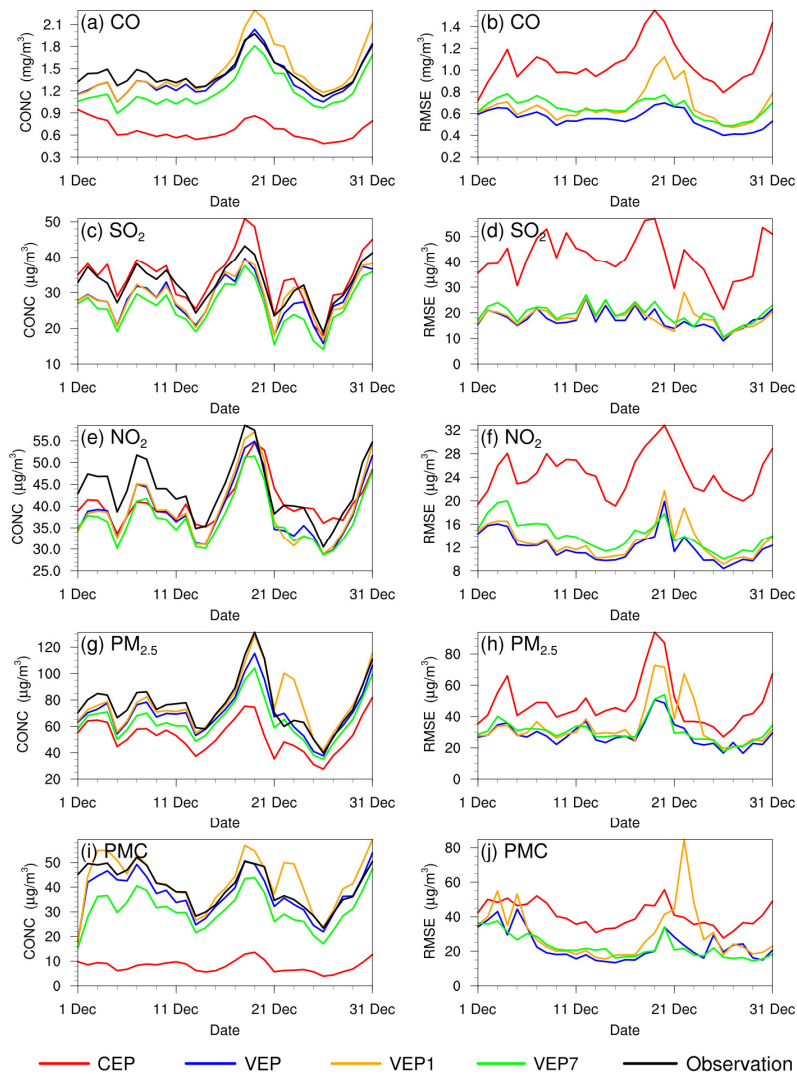 (a) CO
CONC (mg/m³)
2.1
1.8
1.5
1.2
0.9
0.6
0.3
1 Dec 11 Dec 21 Dec 31 Dec
Date
(b) CO
RMSE (mg/m³)
1.4
1.2
1.0
0.8
0.6
0.4
0.2
1 Dec 11 Dec 21 Dec 31 Dec
Date
(c) SO₂
CONC (µg/m³)
50
40
30
20
10
1 Dec 11 Dec 21 Dec 31 Dec
Date
(d) SO₂
RMSE (µg/m³)
50
40
30
20
10
0
1 Dec 11 Dec 21 Dec 31 Dec
Date
(e) NO₂
CONC (µg/m³)
55.0
50.0
45.0
40.0
35.0
30.0
25.0
1 Dec 11 Dec 21 Dec 31 Dec
Date
(f) NO₂
RMSE (µg/m³)
32
28
24
20
16
12
8
1 Dec 11 Dec 21 Dec 31 Dec
Date
(g) PM₂.₅
CONC (µg/m³)
120
100
80
60
40
20
1 Dec 11 Dec 21 Dec 31 Dec
Date
(h) PM₂.₅
RMSE (µg/m³)
80
60
40
20
0
1 Dec 11 Dec 21 Dec 31 Dec
Date
(i) PMC
CONC (µg/m³)
50
40
30
20
10
0
1 Dec 11 Dec 21 Dec 31 Dec
Date
(j) PMC
RMSE (µg/m³)
80
60
40
20
0
1 Dec 11 Dec 21 Dec 31 Dec
Date
CEP VEP VEP1 VEP7 Observation